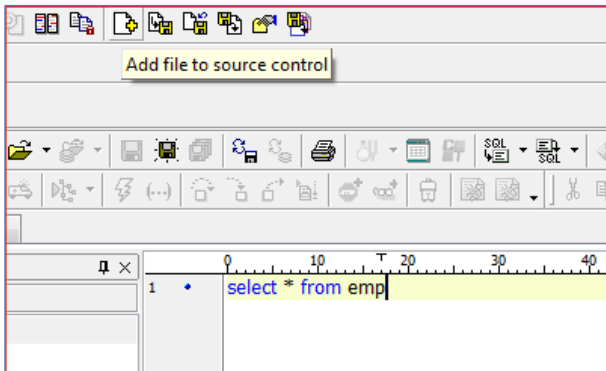 Add file to source control
SQL
SQL
0 10 20 30 40
1 select * from emp